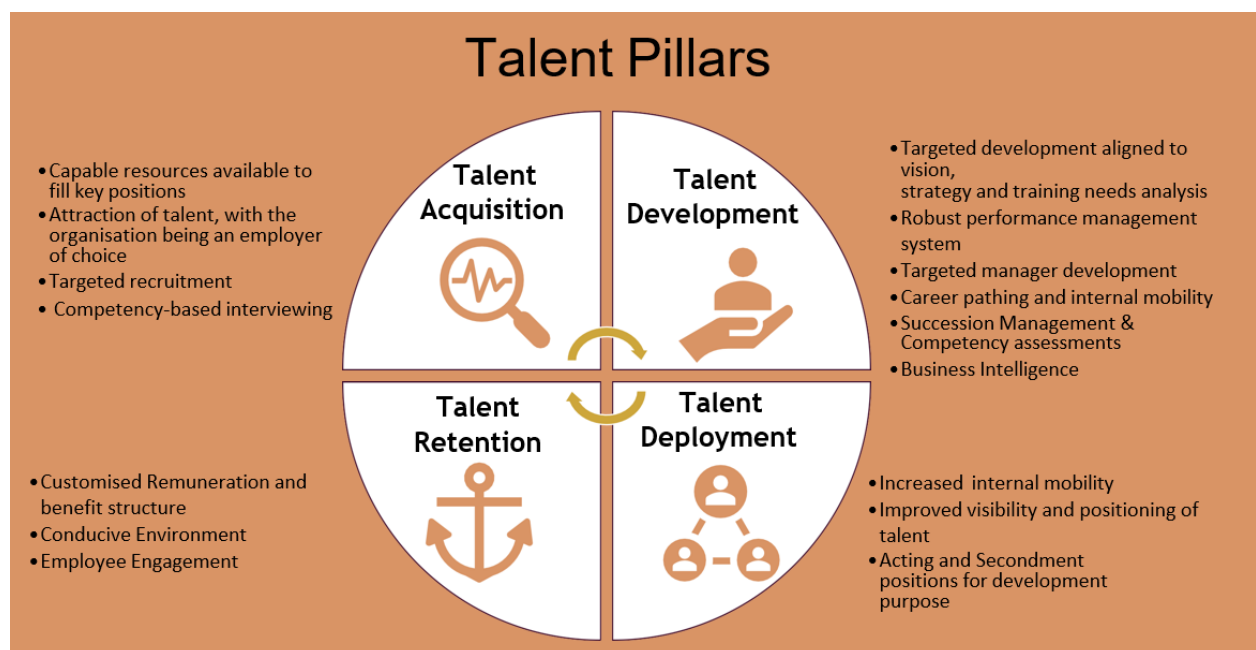 Talent Pillars
•Capable resources available to
fill key positions
•Attraction of talent, with the
organisation being an employer
of choice
•Targeted recruitment
• Competency-based interviewing
Talent
Acquisition
Talent
Development
•Targeted development aligned to
vision,
strategy and training needs analysis
•Robust performance management
system
•Targeted manager development
•Career pathing and internal mobility
•Succession Management &
Competency assessments
•Business Intelligence
•Customised Remuneration and
benefit structure
•Conducive Environment
•Employee Engagement
Talent
Retention
Talent
Deployment
•Increased internal mobility
•Improved visibility and positioning of
talent
•Acting and Secondment
positions for development
purpose